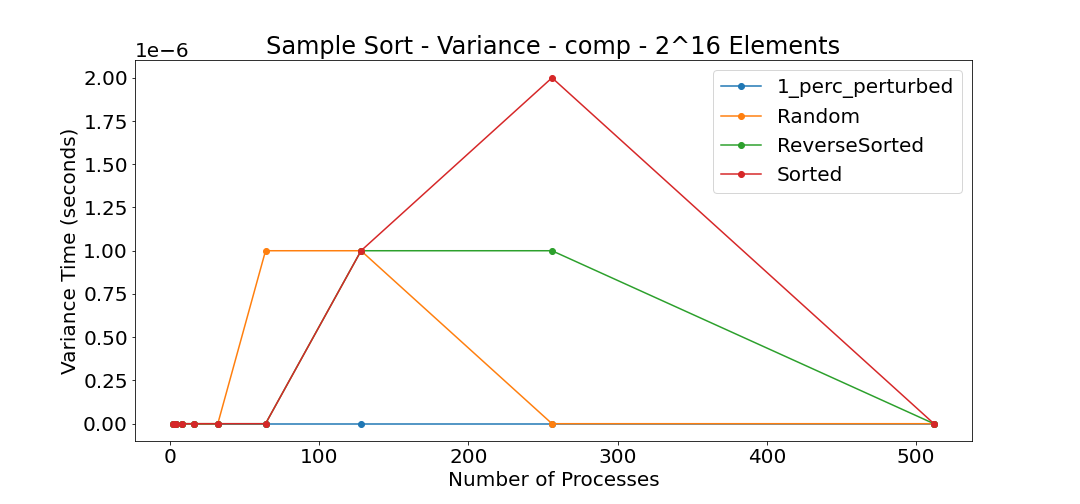 Sample Sort - Variance - comp - 2^16 Elements
1e−6
2.00
1.75
1.50
1.25
1.00
0.75
0.50
0.25
0.00
Variance Time (seconds)
1_perc_perturbed
Random
ReverseSorted
Sorted
0 100 200 300 400 500
Number of Processes